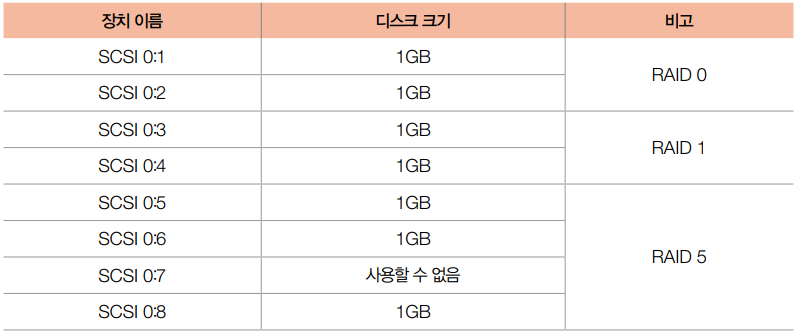 장치 이름 디스크 크기 비고
SCSI 0:1 1GB RAID 0
SCSI 0:2 1GB
SCSI 0:3 1GB RAID 1
SCSI 0:4 1GB
SCSI 0:5 1GB RAID 5
SCSI 0:6 1GB
SCSI 0:7 사용할 수 없음
SCSI 0:8 1GB